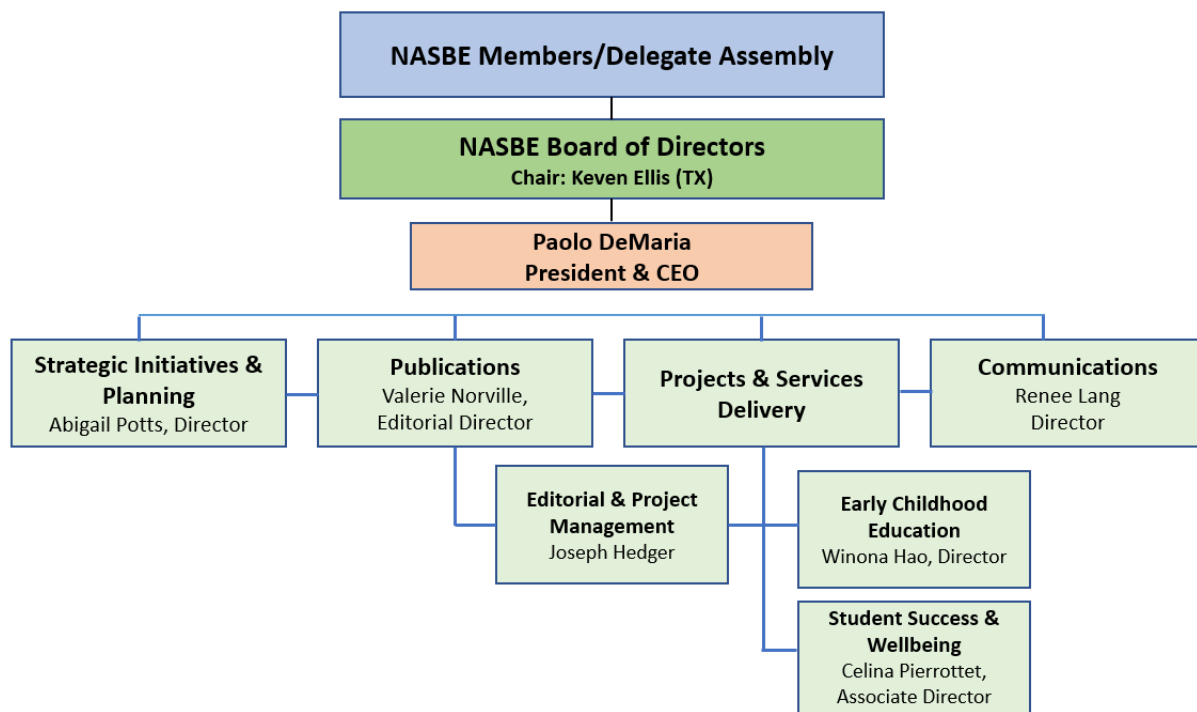 NASBE Members/Delegate Assembly
NASBE Board of Directors
Chair: Keven Ellis (TX)
Paolo DeMaria
President & CEO
Strategic Initiatives &
Planning
Abigail Potts, Director
Publications
Valerie Norville,
Editorial Director
Projects & Services
Delivery
Communications
Renee Lang
Director
Editorial & Project
Management
Joseph Hedger
Early Childhood
Education
Winona Hao, Director
Student Success &
Wellbeing
Celina Pierrottet,
Associate Director